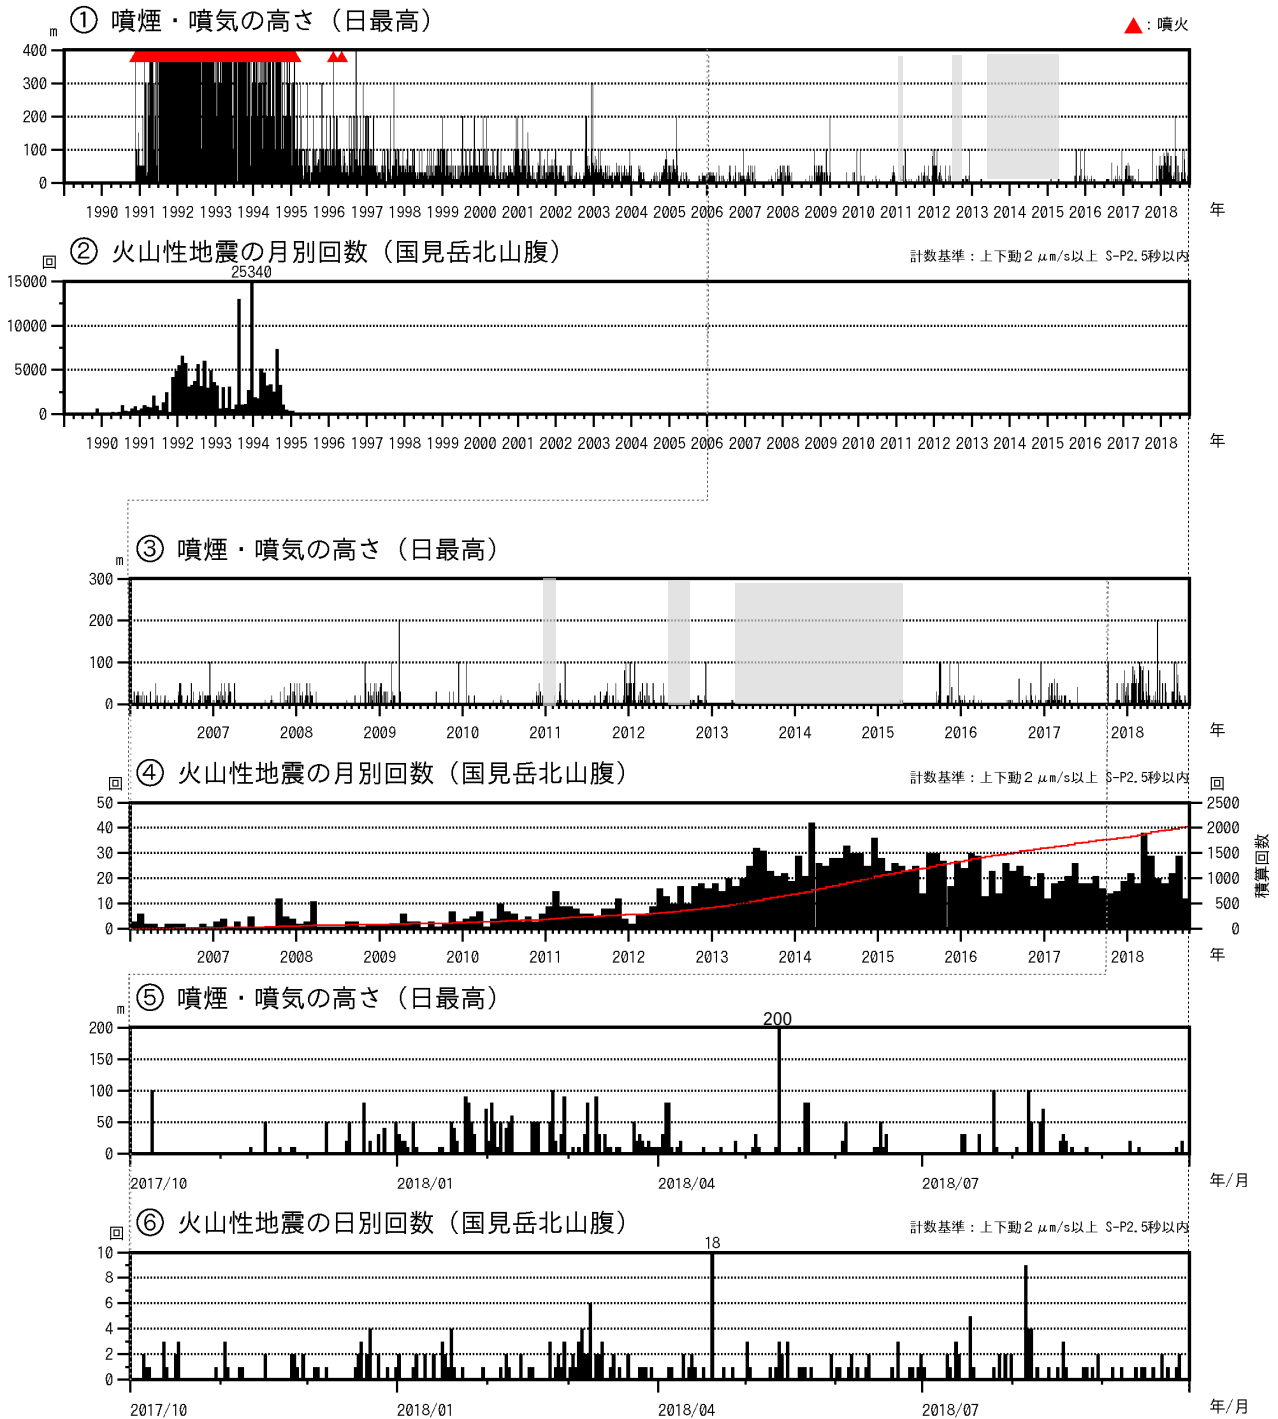 ① 噴煙・噴気の高さ（日最高）
▲：噴火
m
400
300
200
100
0
1990 1991 1992 1993 1994 1995 1996 1997 1998 1999 2000 2001 2002 2003 2004 2005 2006 2007 2008 2009 2010 2011 2012 2013 2014 2015 2016 2017 2018 年
② 火山性地震の月別回数（国見岳北山腹）
計数基準：上下動２μm/s以上 S-P2.5秒以内
回
25340
15000
10000
5000
0
1990 1991 1992 1993 1994 1995 1996 1997 1998 1999 2000 2001 2002 2003 2004 2005 2006 2007 2008 2009 2010 2011 2012 2013 2014 2015 2016 2017 2018 年
③ 噴煙・噴気の高さ（日最高）
m
300
200
100
0
2007 2008 2009 2010 2011 2012 2013 2014 2015 2016 2017 2018 年
④ 火山性地震の月別回数（国見岳北山腹）
計数基準：上下動２μm/s以上 S-P2.5秒以内
回
回
50
40
30
20
10
0
2500
2000
1500
1000
500
0
積算回数
2007 2008 2009 2010 2011 2012 2013 2014 2015 2016 2017 2018 年
⑤ 噴煙・噴気の高さ（日最高）
m
200
200
150
100
50
0
2017/10 2018/01 2018/04 2018/07 年/月
⑥ 火山性地震の日別回数（国見岳北山腹）
計数基準：上下動２μm/s以上 S-P2.5秒以内
回
18
10
8
6
4
2
0
2017/10 2018/01 2018/04 2018/07 年/月